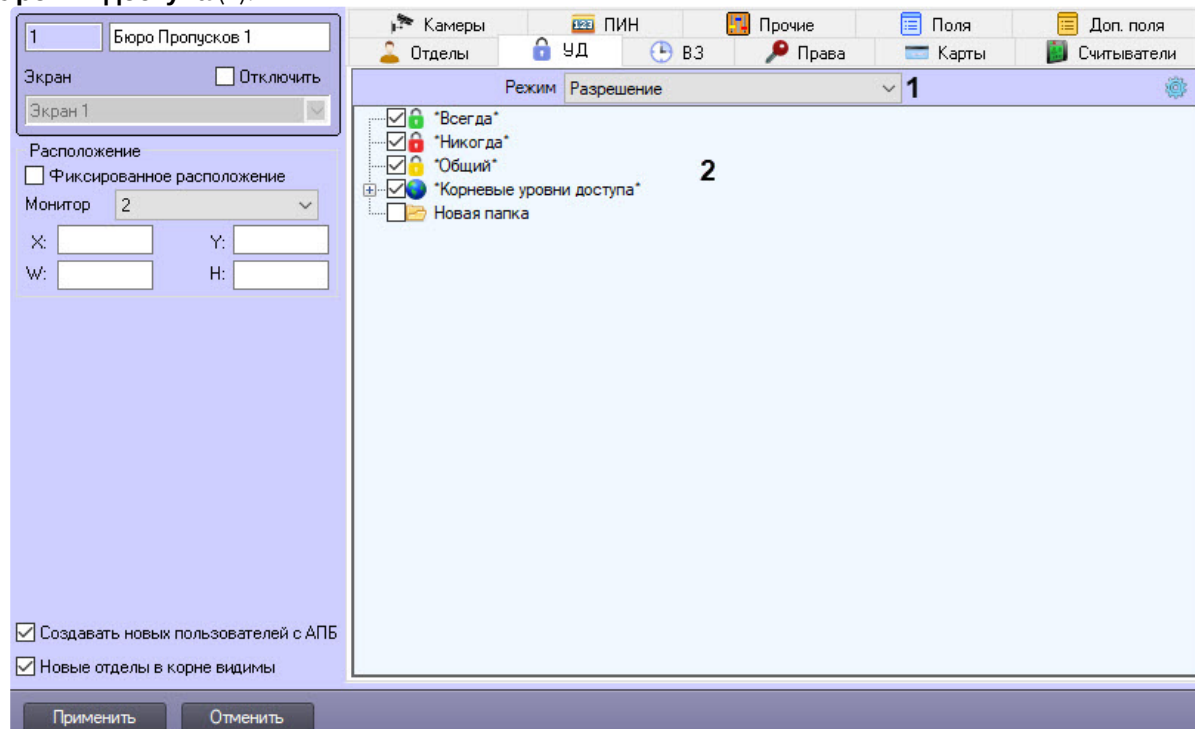 1 Бюро Пропусков 1
Экран Отключить
Экран 1
Расположение
Фиксированное расположение
Монитор 2
X: Y:
W: H:
Создавать новых пользователей с АПБ
Новые отделы в корне видимы
Камеры 123 ПИН Прочие Поля Доп. поля
Отделы УД ВЗ Права Карты Считыватели
Режим Разрешение 1
*Всегда*
*Никогда*
*Общий*
*Корневые уровни доступа*
Новая папка
2
Применить Отменить